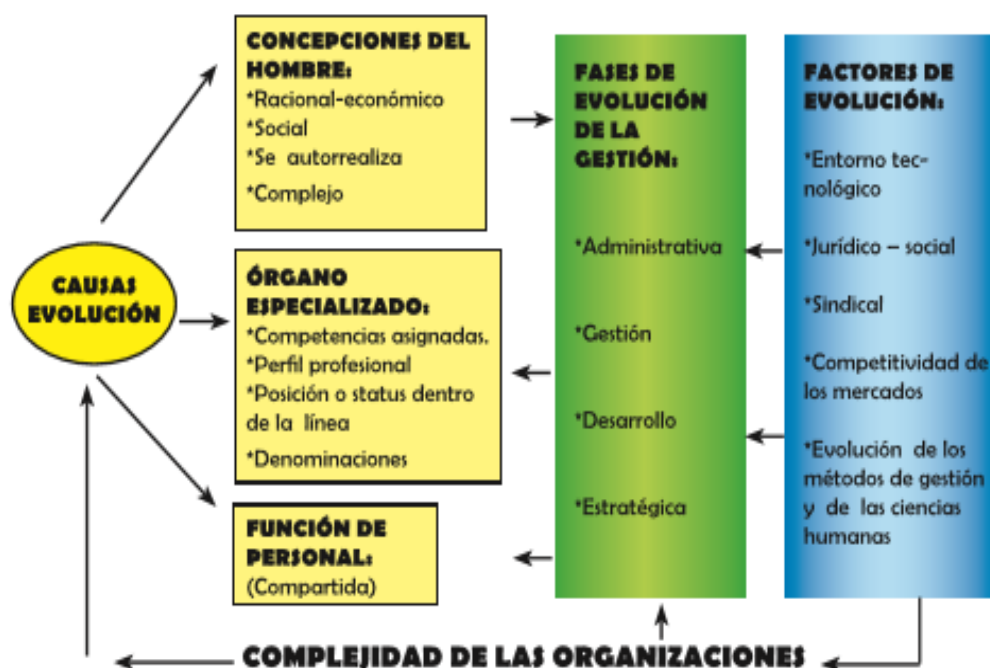 CAUSAS
EVOLUCIÓN
CONCEPCIONES DEL
HOMBRE:
*Racional-económico
*Social
*Se autorrealiza
*Complejo
ÓRGANO
ESPECIALIZADO:
*Competencias asignadas.
*Perfil profesional
*Posición o status dentro
de la línea
*Denominaciones
FUNCIÓN DE
PERSONAL:
(Compartida)
FASES DE
EVOLUCIÓN
DE LA
GESTIÓN:
*Administrativa
*Gestión
*Desarrollo
*Estratégica
FACTORES DE
EVOLUCIÓN:
*Entorno tec-
nológico
*Jurídico – social
*Sindical
*Competitividad de
los mercados
*Evolución de los
métodos de gestión
y de las ciencias
humanas
COMPLEJIDAD DE LAS ORGANIZACIONES